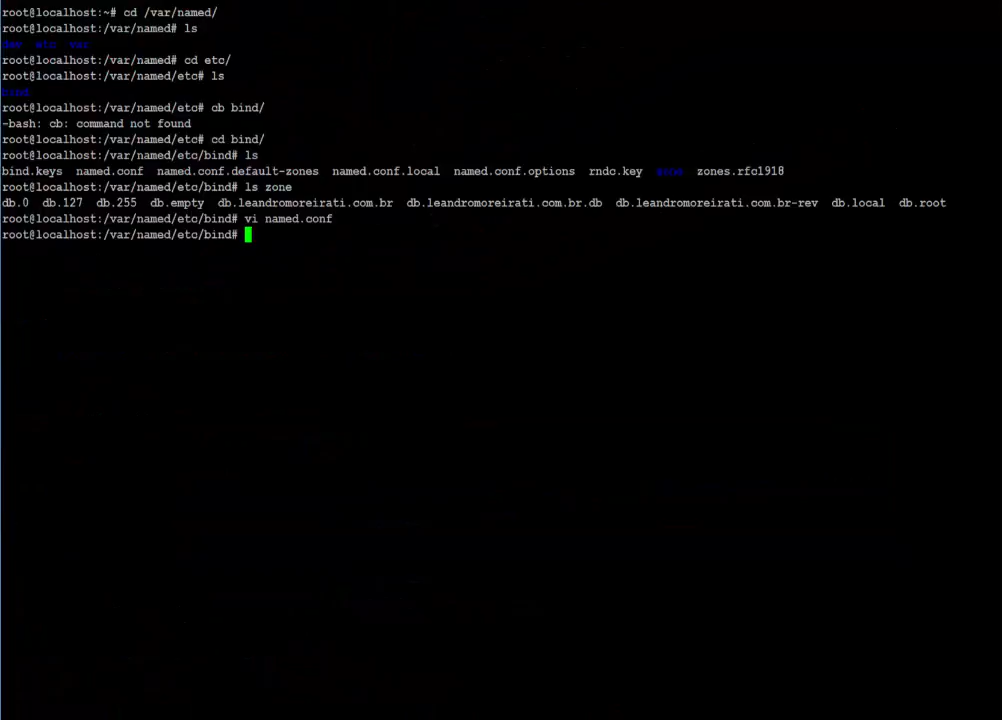 root@localhost:~# cd /var/named/
root@localhost:/var/named# ls
dev etc var
root@localhost:/var/named# cd etc/
root@localhost:/var/named/etc# ls
bind
root@localhost:/var/named/etc# cb bind/
-bash: cb: command not found
root@localhost:/var/named/etc# cd bind/
root@localhost:/var/named/etc/bind# ls
bind.keys named.conf named.conf.default-zones named.conf.local named.conf.options rndc.key zone zones.rfc1918
root@localhost:/var/named/etc/bind# ls zone
db.0 db.127 db.255 db.empty db.leandromoreirati.com.br db.leandromoreirati.com.br.db db.leandromoreirati.com.br-rev db.local db.root
root@localhost:/var/named/etc/bind# vi named.conf
root@localhost:/var/named/etc/bind#